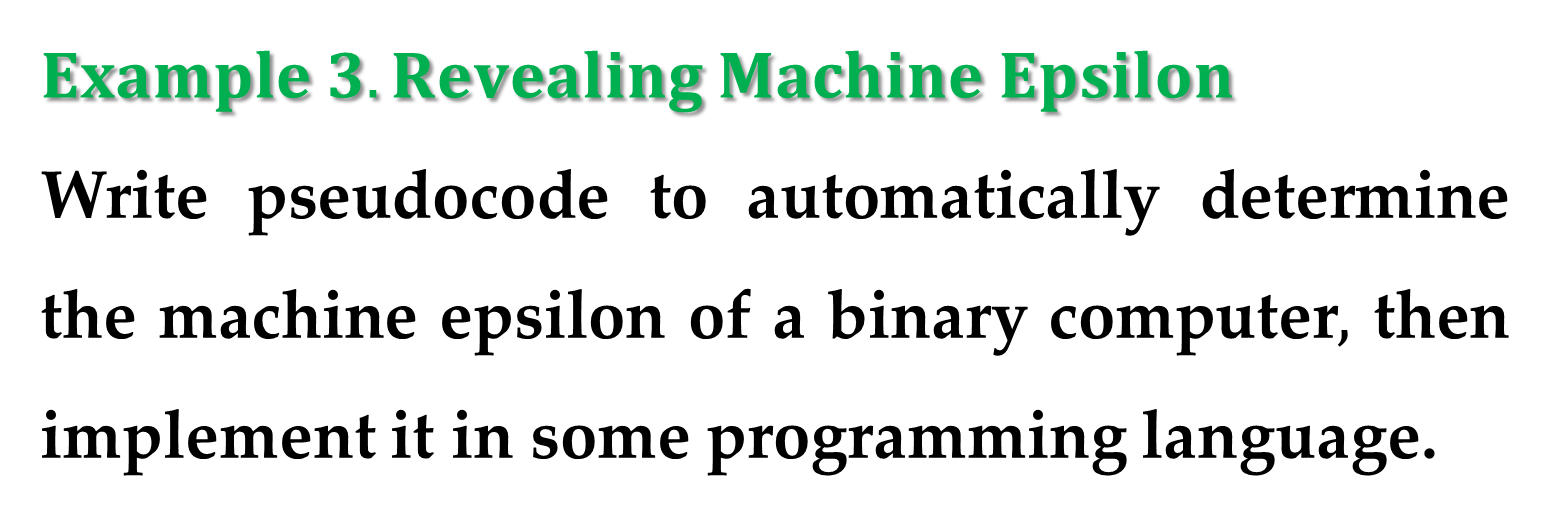 Example 3. Revealing Machine Epsilon
Write pseudocode to automatically determine
the machine epsilon of a binary computer, then
implement it in some programming language.